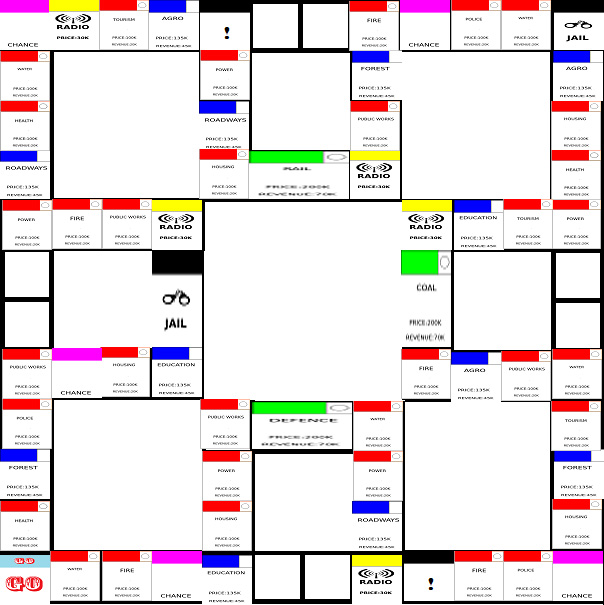 CHANCE
RADIO
PRICE:30K
TOURISM
PRICE:100K
REVENUE:20K
AGRO
PRICE:135K
REVENUE:45K
!
FIRE
PRICE:100K
REVENUE:20K
CHANCE
POLICE
PRICE:100K
REVENUE:20K
WATER
PRICE:100K
REVENUE:20K
JAIL
WATER
PRICE:100K
REVENUE:20K
POWER
PRICE:100K
REVENUE:20K
FOREST
PRICE:135K
REVENUE:45K
AGRO
PRICE:135K
REVENUE:45K
HEALTH
PRICE:100K
REVENUE:20K
ROADWAYS
PRICE:135K
REVENUE:45K
PUBLIC WORKS
PRICE:100K
REVENUE:20K
HOUSING
PRICE:100K
REVENUE:20K
ROADWAYS
PRICE:135K
REVENUE:45K
HOUSING
PRICE:100K
REVENUE:20K
RAIL
PRICE:200K
REVENUE:70K
RADIO
PRICE:30K
HEALTH
PRICE:100K
REVENUE:20K
POWER
PRICE:100K
REVENUE:20K
FIRE
PRICE:100K
REVENUE:20K
PUBLIC WORKS
PRICE:100K
REVENUE:20K
RADIO
PRICE:30K
RADIO
PRICE:30K
EDUCATION
PRICE:135K
REVENUE:45K
TOURISM
PRICE:100K
REVENUE:20K
POWER
PRICE:100K
REVENUE:20K
JAIL
COAL
PRICE:200K
REVENUE:70K
PUBLIC WORKS
PRICE:100K
REVENUE:20K
CHANCE
HOUSING
PRICE:100K
REVENUE:20K
EDUCATION
PRICE:135K
REVENUE:45K
FIRE
PRICE:100K
REVENUE:20K
AGRO
PRICE:135K
REVENUE:45K
PUBLIC WORKS
PRICE:100K
REVENUE:20K
WATER
PRICE:100K
REVENUE:20K
POLICE
PRICE:100K
REVENUE:20K
PUBLIC WORKS
PRICE:100K
REVENUE:20K
DEFENCE
PRICE:200K
REVENUE:70K
WATER
PRICE:100K
REVENUE:20K
TOURISM
PRICE:100K
REVENUE:20K
FOREST
PRICE:135K
REVENUE:45K
POWER
PRICE:100K
REVENUE:20K
POWER
PRICE:100K
REVENUE:20K
FOREST
PRICE:135K
REVENUE:45K
HEALTH
PRICE:100K
REVENUE:20K
HOUSING
PRICE:100K
REVENUE:20K
ROADWAYS
PRICE:135K
REVENUE:45K
HOUSING
PRICE:100K
REVENUE:20K
GO
GO
WATER
PRICE:100K
REVENUE:20K
FIRE
PRICE:100K
REVENUE:20K
CHANCE
EDUCATION
PRICE:135K
REVENUE:45K
RADIO
PRICE:30K
!
FIRE
PRICE:100K
REVENUE:20K
POLICE
PRICE:100K
REVENUE:20K
CHANCE